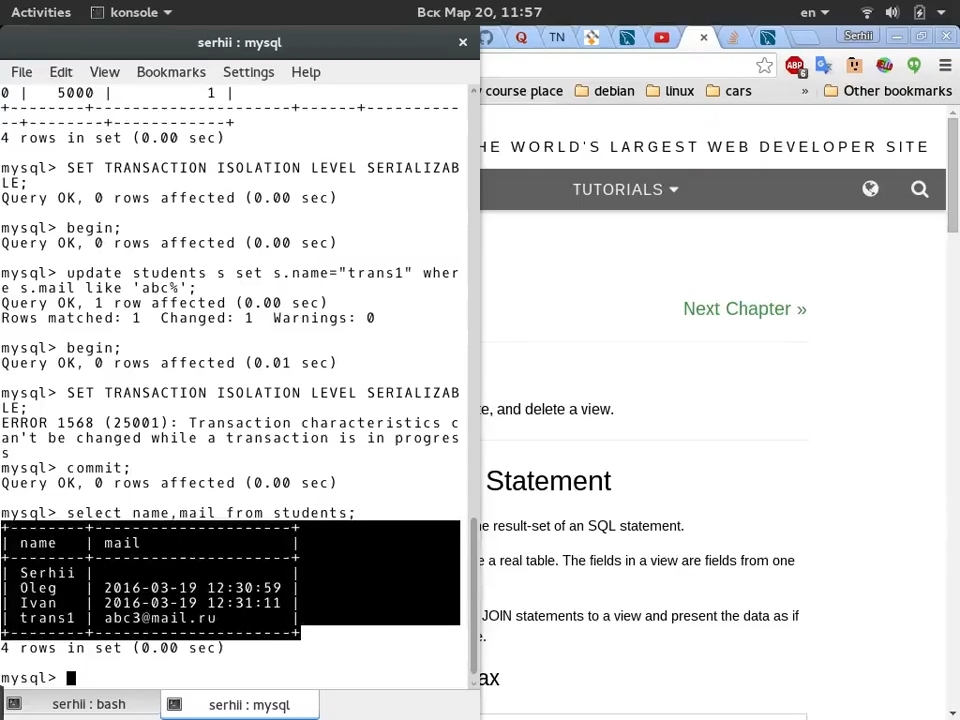 Activities konsole Вск Мар 20, 11:57 en
serhii : mysql
File Edit View Bookmarks Settings Help
0 |   5000 |            1 |
+--------+----------------------+------+-----------
--+--------+------------+
4 rows in set (0.00 sec)
mysql> SET TRANSACTION ISOLATION LEVEL SERIALIZAB
LE;
Query OK, 0 rows affected (0.00 sec)
mysql> begin;
Query OK, 0 rows affected (0.00 sec)
mysql> update students s set s.name="trans1" wher
e s.mail like 'abc%';
Query OK, 1 row affected (0.00 sec)
Rows matched: 1  Changed: 1  Warnings: 0
mysql> begin;
Query OK, 0 rows affected (0.01 sec)
mysql> SET TRANSACTION ISOLATION LEVEL SERIALIZAB
LE;
ERROR 1568 (25001): Transaction characteristics c
an't be changed while a transaction is in progres
s
mysql> commit;
Query OK, 0 rows affected (0.00 sec)
mysql> select name,mail from students;
+--------+----------------------+
| name   | mail                 |
+--------+----------------------+
| Serhii |                      |
| Oleg   | 2016-03-19 12:30:59 |
| Ivan   | 2016-03-19 12:31:11 |
| trans1 | abc3@mail.ru         |
+--------+----------------------+
4 rows in set (0.00 sec)
mysql>
serhii : bash serhii : mysql
Q TN Serhii
ABP 6
y course place debian linux cars » Other bookmarks
HE WORLD'S LARGEST WEB DEVELOPER SITE
TUTORIALS
Next Chapter »
te, and delete a view.
Statement
he result-set of an SQL statement.
e a real table. The fields in a view are fields from one
JOIN statements to a view and present the data as if
e.
ax